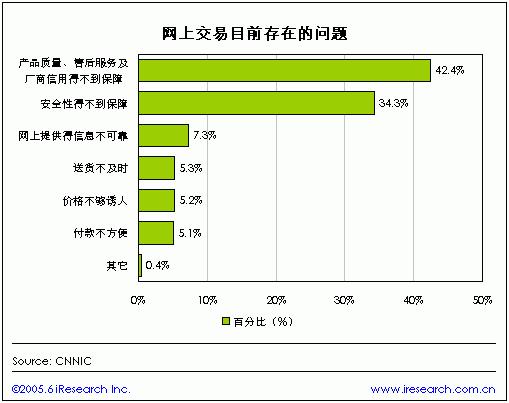 网上交易目前存在的问题
产品质量、售后服务及
厂商信用得不到保障
42.4%
安全性得不到保障
34.3%
网上提供得信息不可靠
7.3%
送货不及时
5.3%
价格不够诱人
5.2%
付款不方便
5.1%
其它
0.4%
0% 10% 20% 30% 40% 50%
百分比（%）
Source: CNNIC
©2005.6 iResearch Inc.
www.iresearch.com.cn